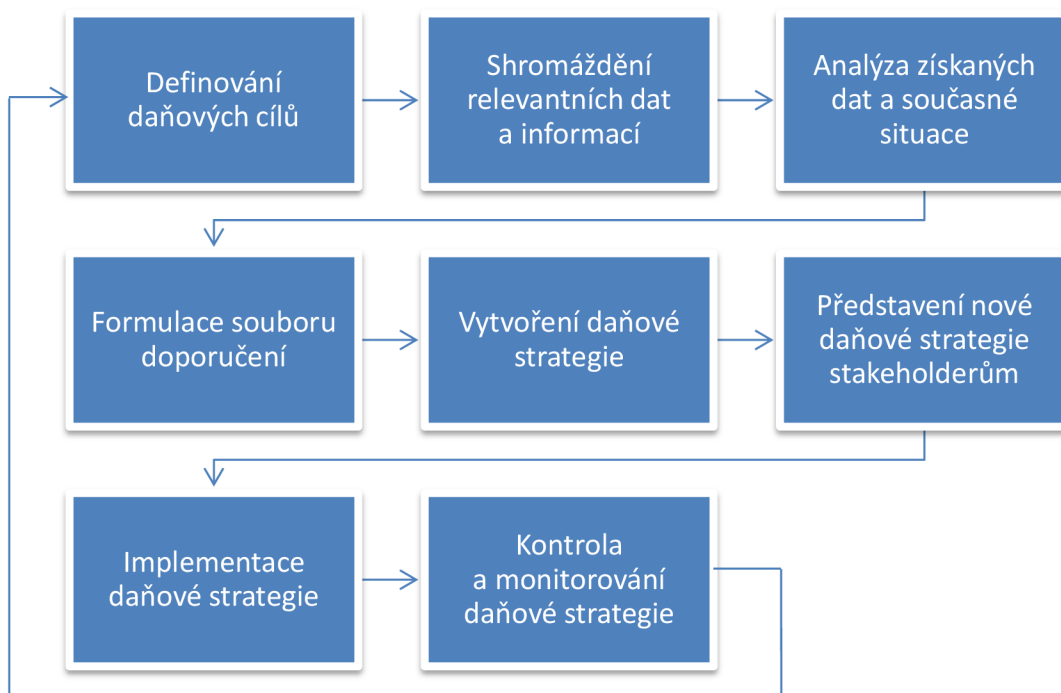 Definování
daňových cílů
Shromáždění
relevantních dat
a informací
Analýza získaných
dat a současné
situace
Formulace souboru
doporučení
Vytvoření daňové
strategie
Představení nové
daňové strategie
stakeholderům
Implementace
daňové strategie
Kontrola
a monitorování
daňové strategie